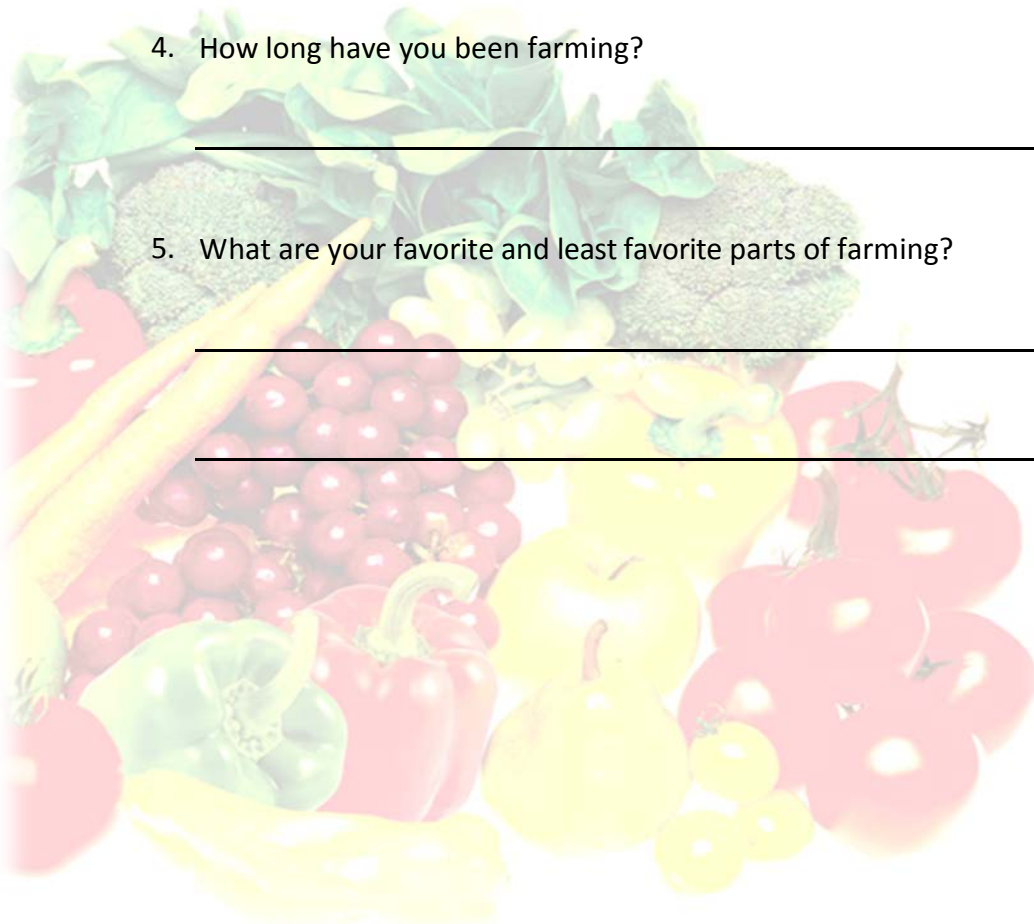 4. How long have you been farming?
5. What are your favorite and least favorite parts of farming?